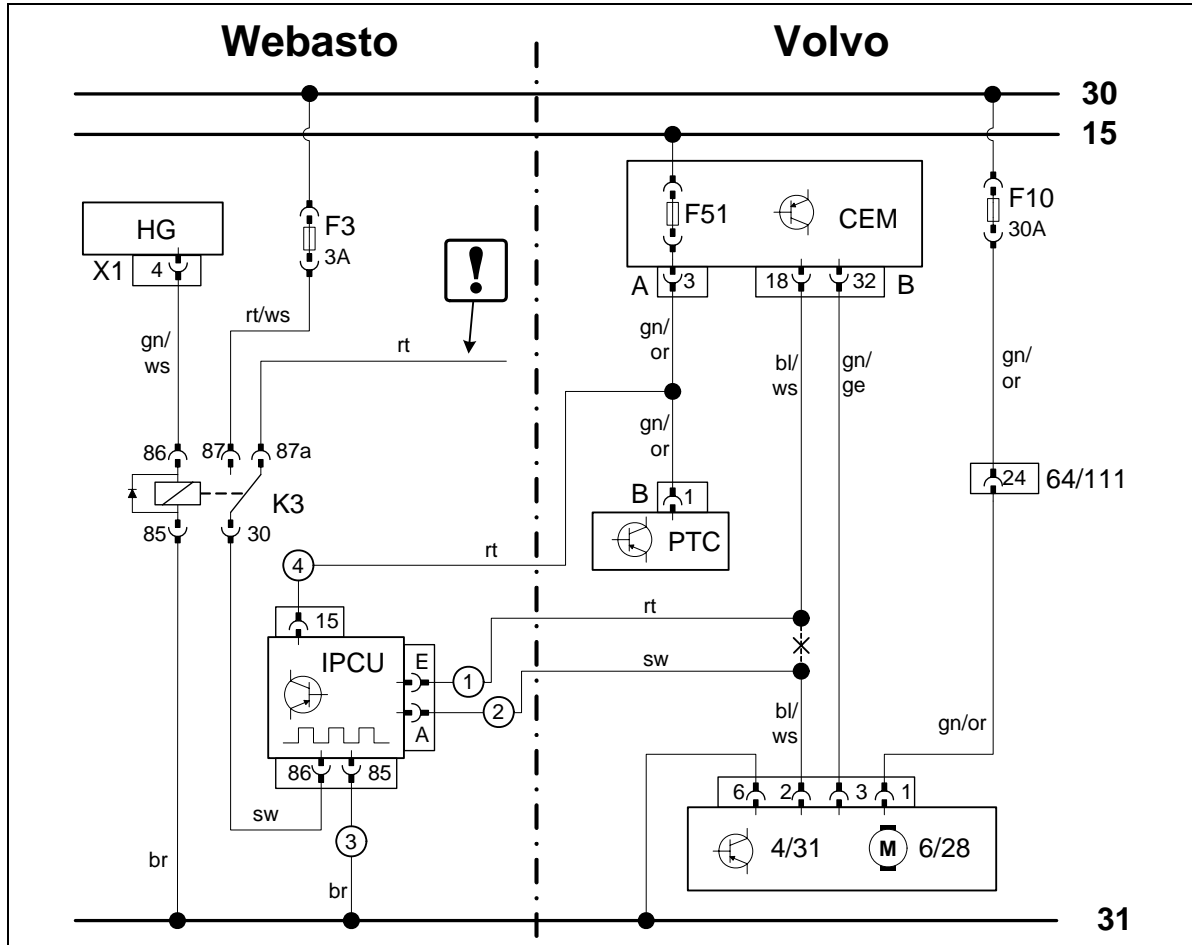 Webasto
Volvo
30
15
HG
X1
4
F3
3A
!
F51
CEM
F10
30A
A
3
18
32
B
gn/
ws
rt/ws
rt
gn/
or
bl/
ws
gn/
ge
gn/
or
gn/
or
86
87
87a
K3
85
30
B
1
PTC
24
64/111
4
rt
15
IPCU
E
1
rt
A
2
sw
86
85
sw
3
br
br
bl/
ws
gn/or
6
2
3
1
4/31
M
6/28
31